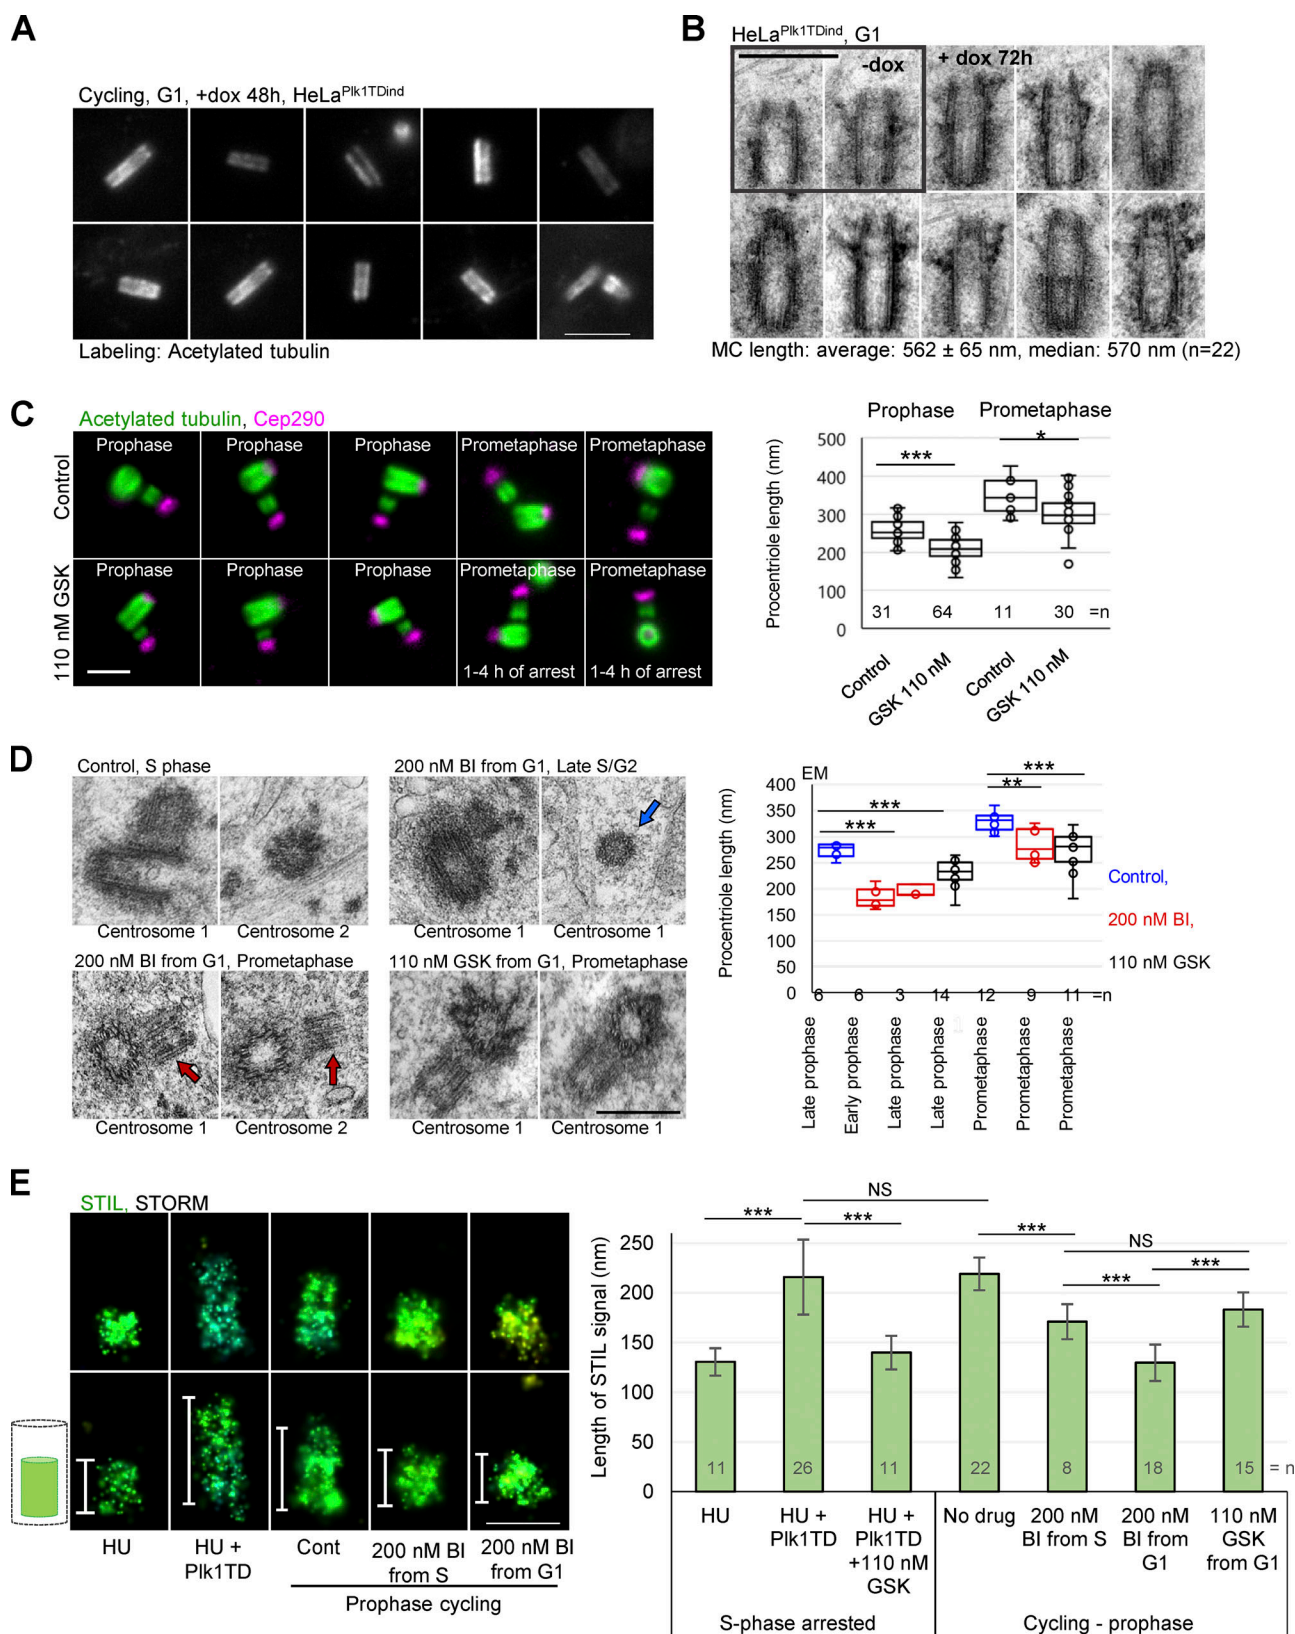 A
Cycling, G1, +dox 48h, HeLaPlk1TDind
Labeling: Acetylated tubulin
B
HeLaPlk1TDind, G1
-dox
+ dox 72h
MC length: average: 562 ± 65 nm, median: 570 nm (n=22)
C
Acetylated tubulin, Cep290
Control
Prophase
Prophase
Prophase
Prometaphase
Prometaphase
110 nM GSK
Prophase
Prophase
Prophase
Prometaphase
Prometaphase
1-4 h of arrest
1-4 h of arrest
Prophase
Prometaphase
Procentriole length (nm)
500
400
300
200
100
0
***
*
31
64
11
30
=n
Control
GSK 110 nM
Control
GSK 110 nM
D
Control, S phase
Centrosome 1
Centrosome 2
200 nM BI from G1, Late S/G2
Centrosome 1
Centrosome 1
200 nM BI from G1, Prometaphase
Centrosome 1
Centrosome 2
110 nM GSK from G1, Prometaphase
Centrosome 1
Centrosome 1
EM
Procentriole length (nm)
400
350
300
250
200
150
100
50
0
***
***
***
**
6
6
3
14
12
9
11
=n
Late prophase
Early prophase
Late prophase
Late prophase
Prometaphase
Prometaphase
Prometaphase
Control,
200 nM BI,
110 nM GSK
E
STIL, STORM
HU
HU +
Plk1TD
Cont
200 nM BI
from S
200 nM BI
from G1
Prophase cycling
Length of STIL signal (nm)
250
200
150
100
50
0
***
***
NS
***
NS
***
***
11
26
11
22
8
18
15
= n
HU
HU +
Plk1TD
HU +
Plk1TD
+110 nM
GSK
No drug
200 nM
BI from S
200 nM
BI from
G1
110 nM
GSK
from G1
S-phase arrested
Cycling - prophase